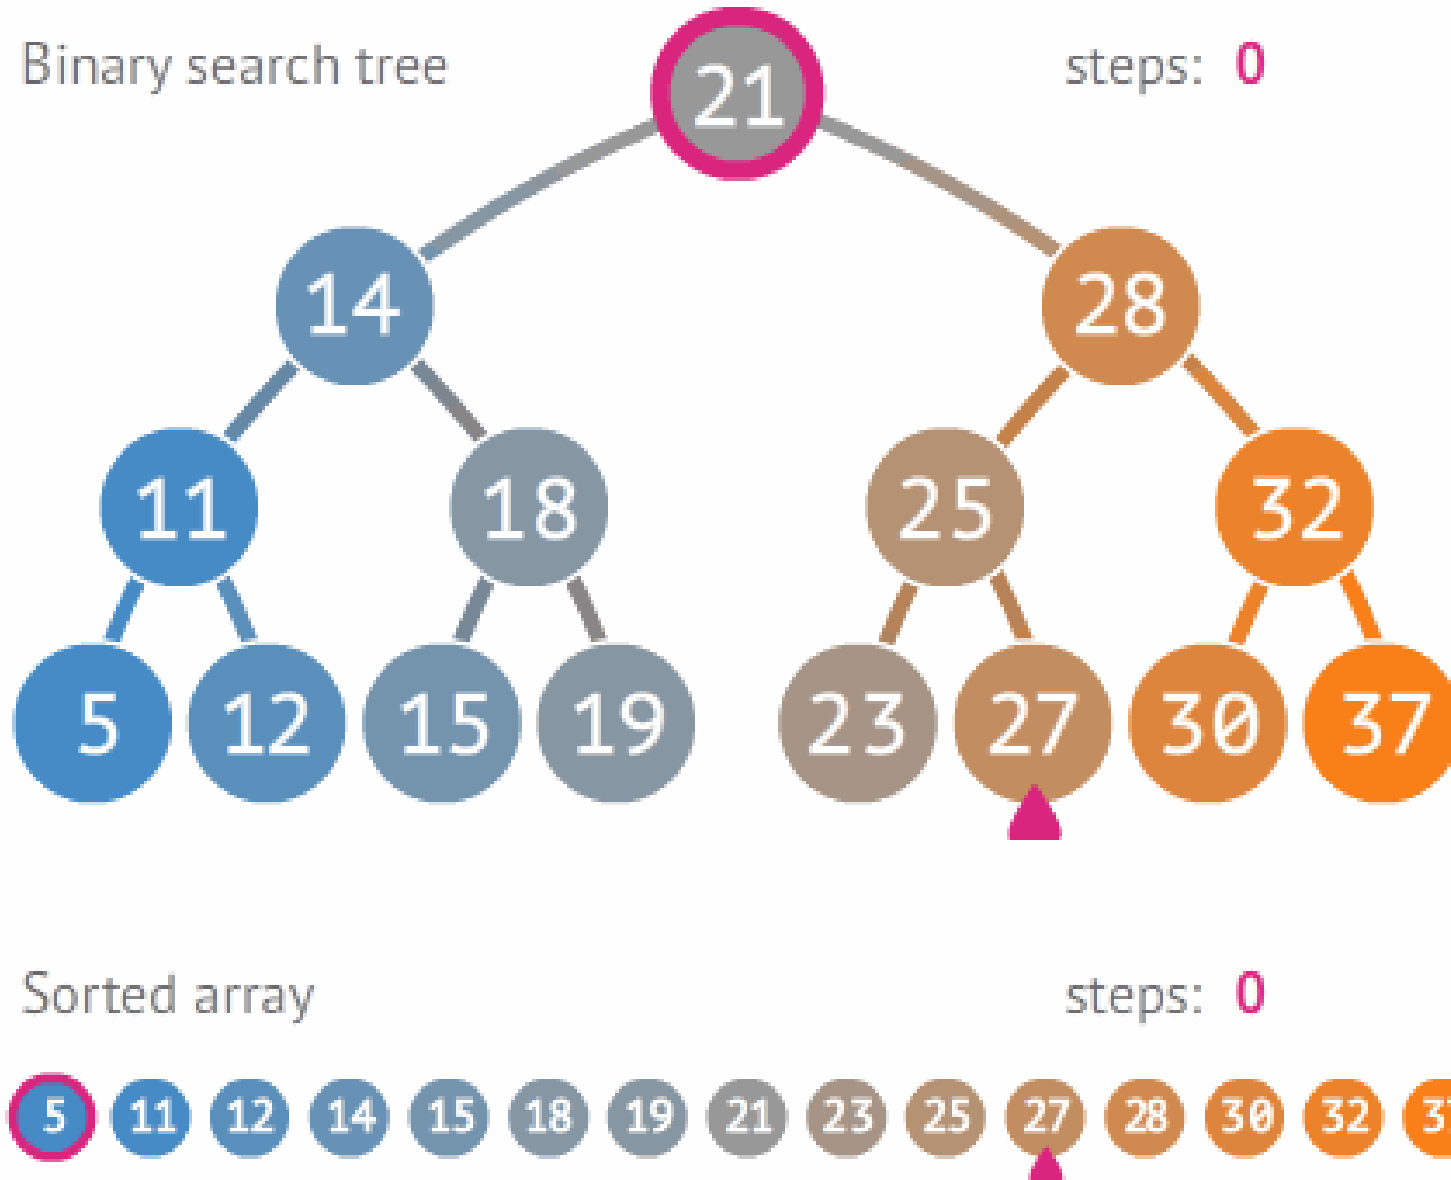 Binary search tree 21 steps: 0
14 28
11 18 25 32
5 12 15 19 23 27 30 37
Sorted array steps: 0
5 11 12 14 15 18 19 21 23 25 27 28 30 32